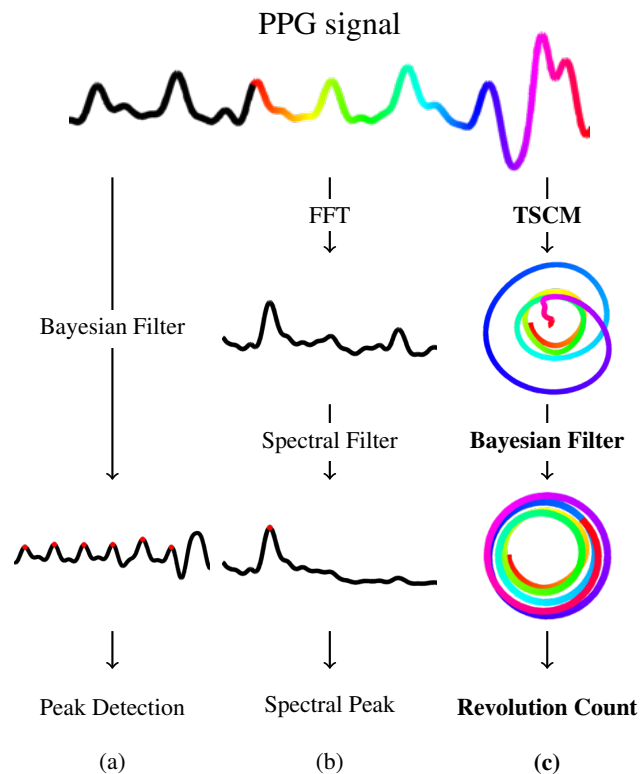 PPG signal
FFT
TSCM
Bayesian Filter
Spectral Filter
Bayesian Filter
Peak Detection
Spectral Peak
Revolution Count
(a)
(b)
(c)